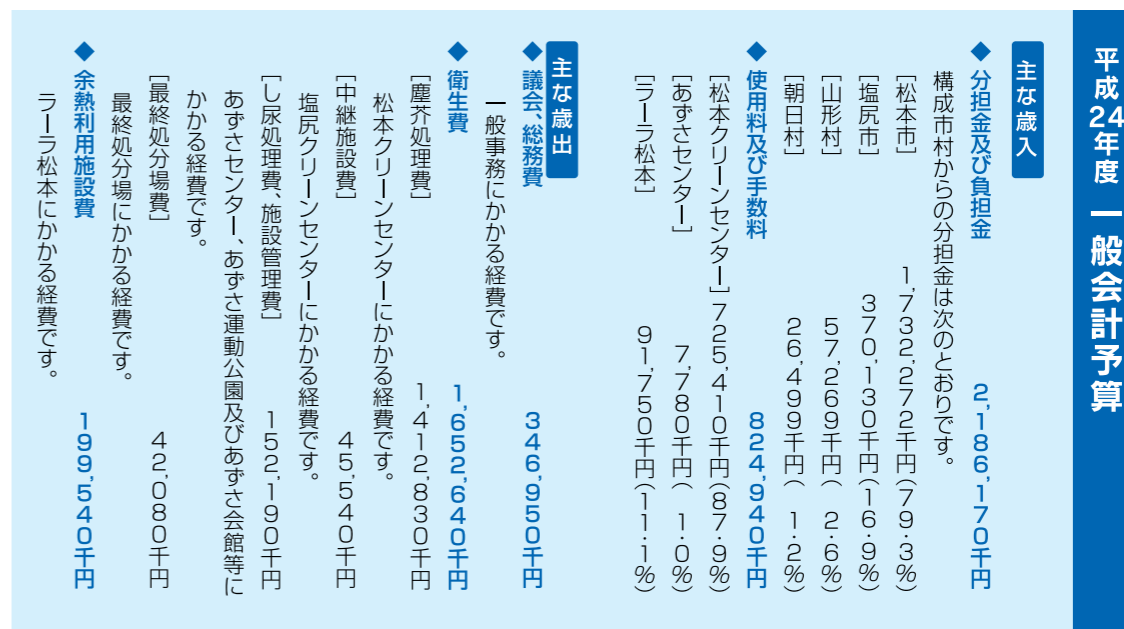 平成24年度 一般会計予算
主な歳入
◆ 分担金及び負担金 2,186,170千円
構成市村からの分担金は次のとおりです。
［松本市］ 1,732,272千円（79・3％）
［塩尻市］ 370,130千円（16・9％）
［山形村］ 57,269千円（ 2・6％）
［朝日村］ 26,499千円（ 1・2％）
◆ 使用料及び手数料 824,940千円
［松本クリーンセンター］ 725,410千円（87・9％）
［あずさセンター］ 7,780千円（ 1・0％）
［ラーラ松本］ 91,750千円（11・1％）
主な歳出
◆ 議会、総務費 346,950千円
一般事務にかかる経費です。
◆ 衛生費 1,652,640千円
［塵芥処理費］ 1,412,830千円
松本クリーンセンターにかかる経費です。
［中継施設費］ 45,540千円
塩尻クリーンセンターにかかる経費です。
［し尿処理費、施設管理費］ 152,190千円
あずさセンター、あずさ運動公園及びあずさ会館等に
かかる経費です。
［最終処分場費］ 42,080千円
最終処分場にかかる経費です。
◆ 余熱利用施設費 199,540千円
ラーラ松本にかかる経費です。